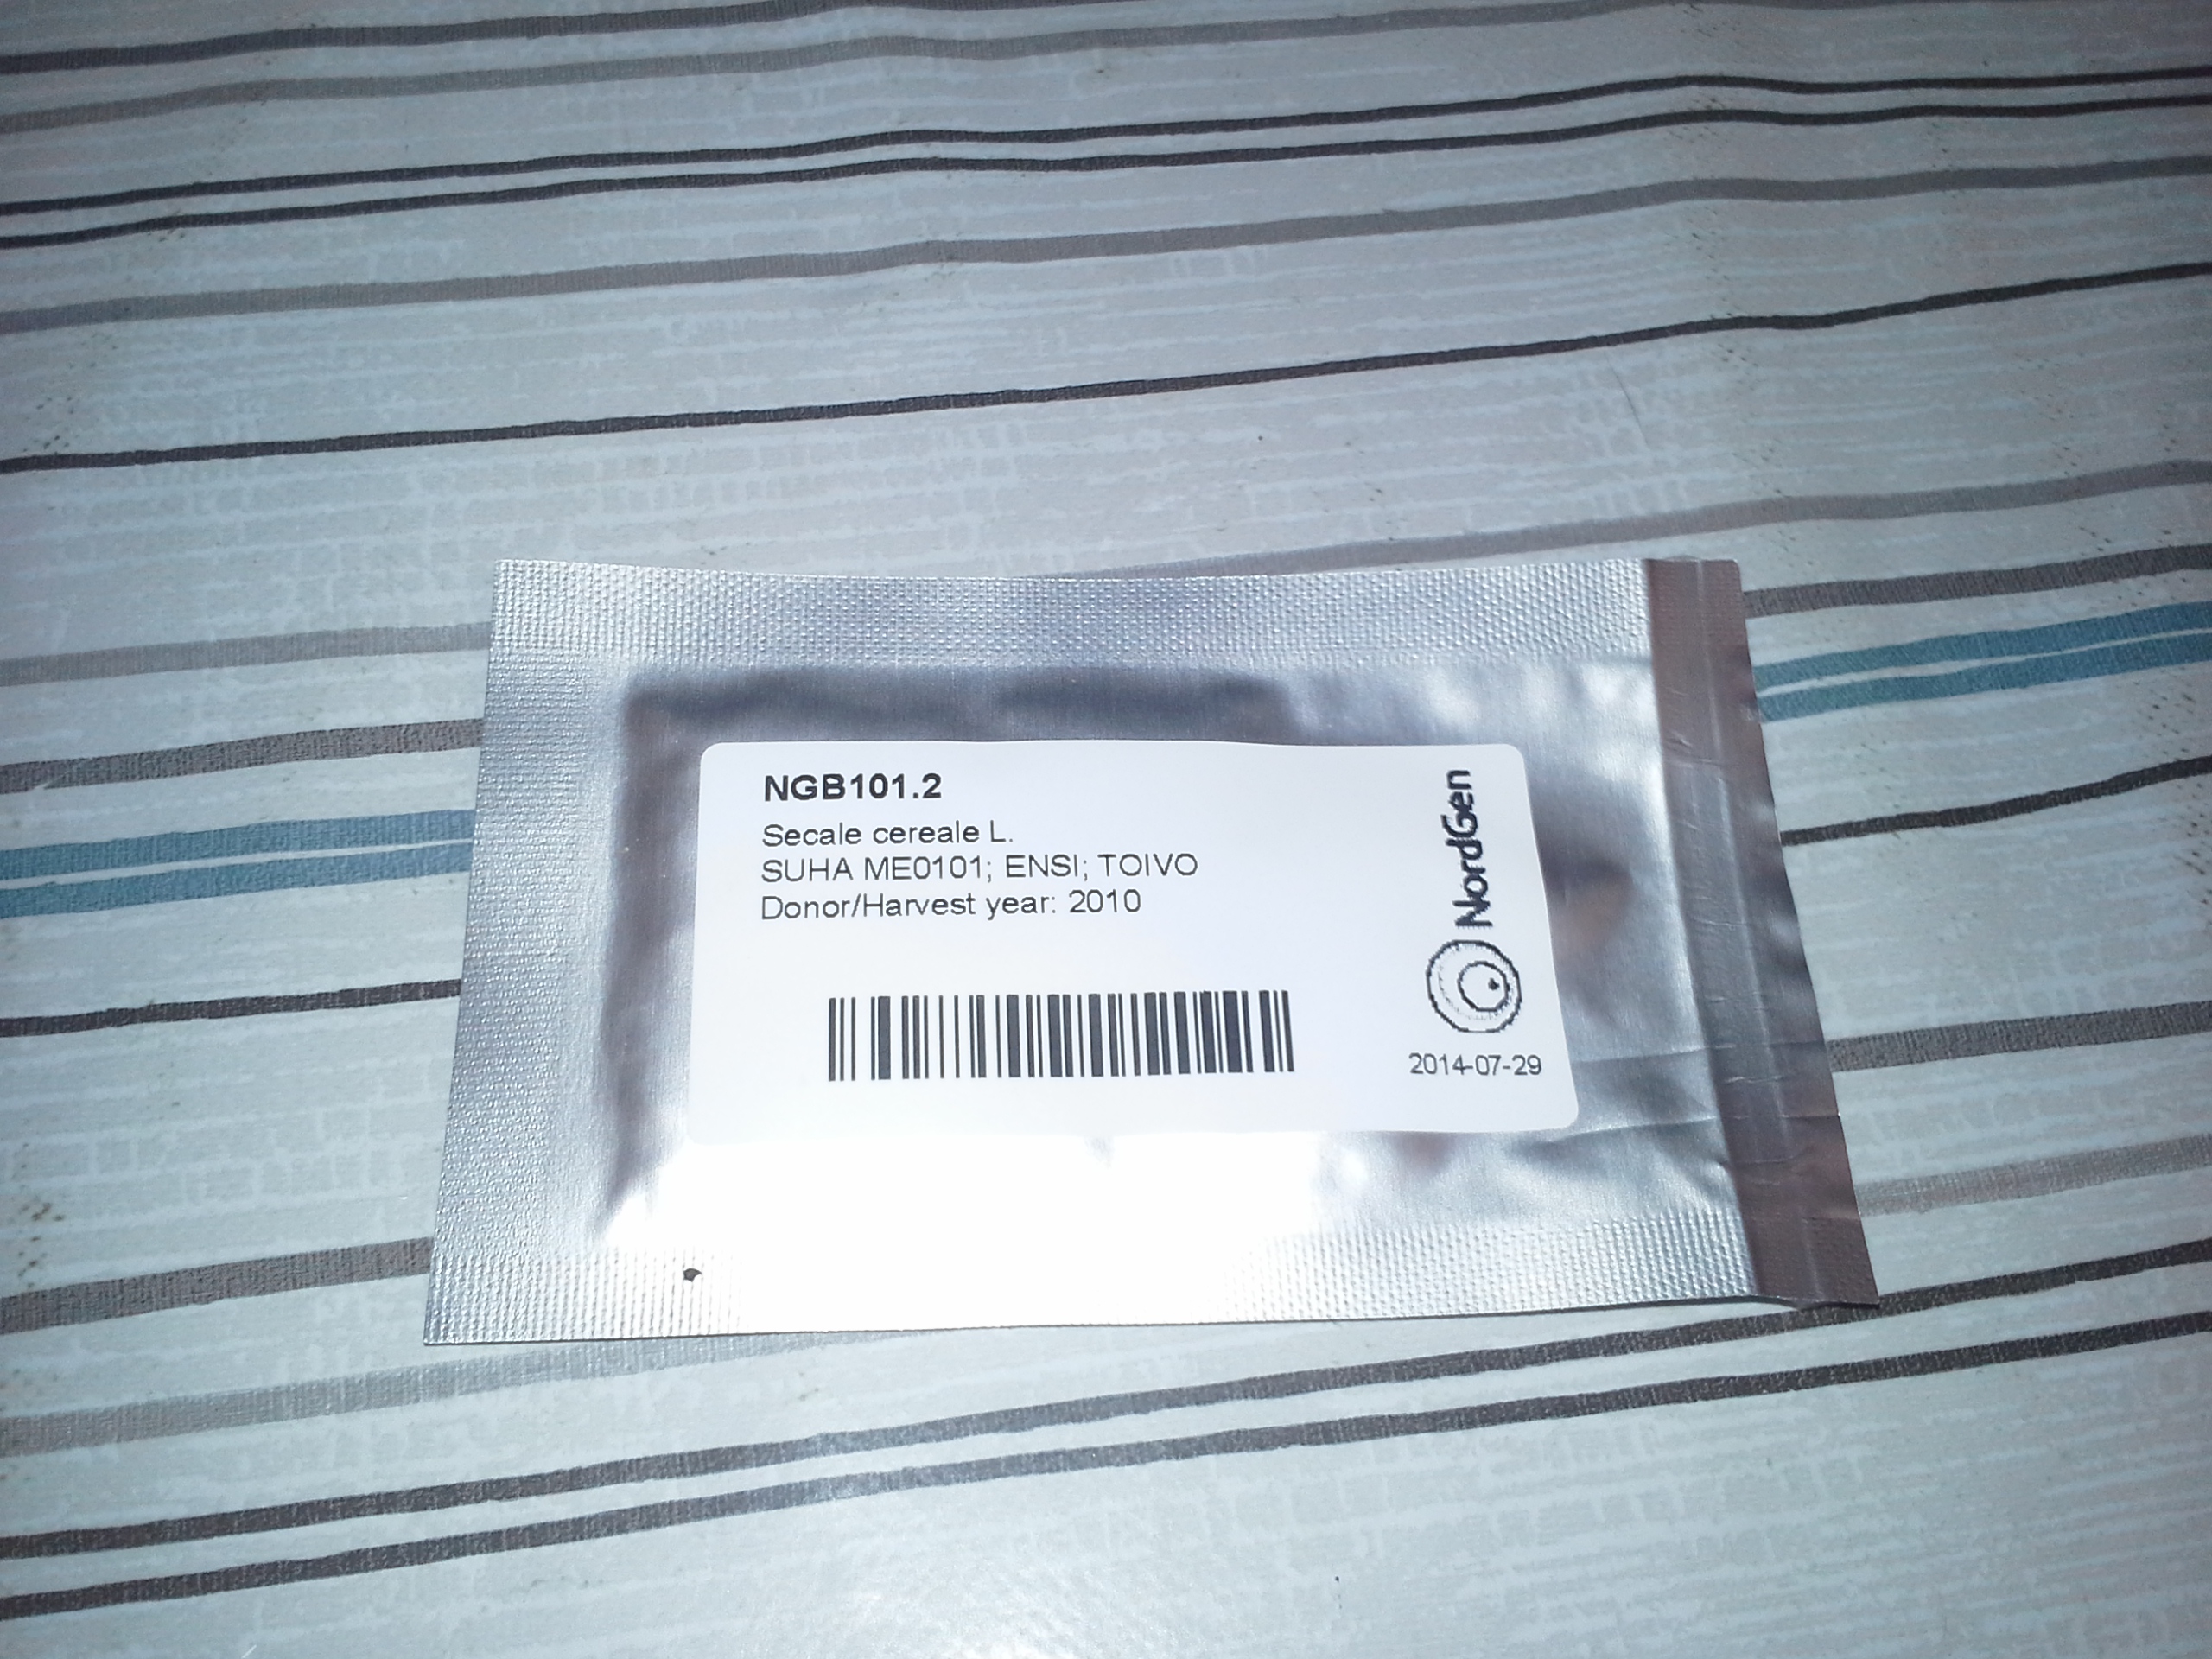 NGB101.2
Secale cereale L.
SUHA ME0101; ENSI; TOIVO
Donor/Harvest year: 2010
NordGen
2014-07-29